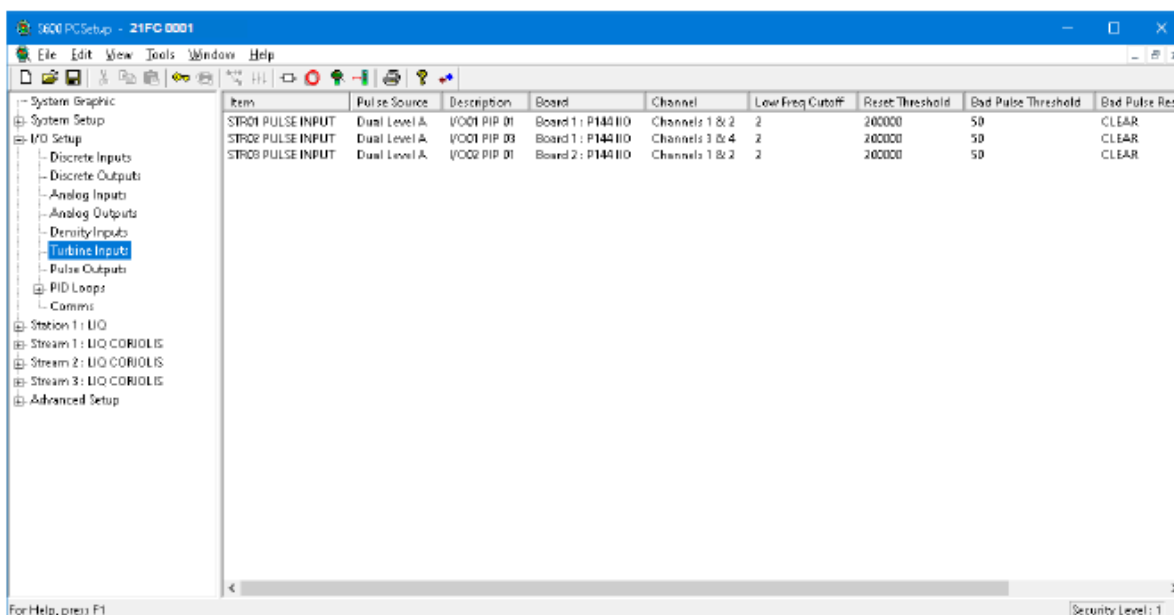 S600 PCSetup - 21FC 0001
File Edit View Tools Window Help
Item Pulse Source Description Board Channel Low Freq Cutoff Reset Threshold Bad Pulse Threshold Bad Pulse Res
STR01 PULSE INPUT Dual Level A I/O01 PIP 01 Board 1 : P144 IIO Channels 1 & 2 2 200000 50 CLEAR
STR02 PULSE INPUT Dual Level A I/O01 PIP 03 Board 1 : P144 IIO Channels 3 & 4 2 200000 50 CLEAR
STR03 PULSE INPUT Dual Level A I/O02 PIP 01 Board 2 : P144 IIO Channels 1 & 2 2 200000 50 CLEAR
System Graphic
System Setup
I/O Setup
Discrete Inputs
Discrete Outputs
Analog Inputs
Analog Outputs
Density Inputs
Turbine Inputs
Pulse Outputs
PID Loops
Comms
Station 1 : LIQ
Stream 1 : LIQ CORIOLIS
Stream 2 : LIQ CORIOLIS
Stream 3 : LIQ CORIOLIS
Advanced Setup
For Help, press F1
Security Level : 1